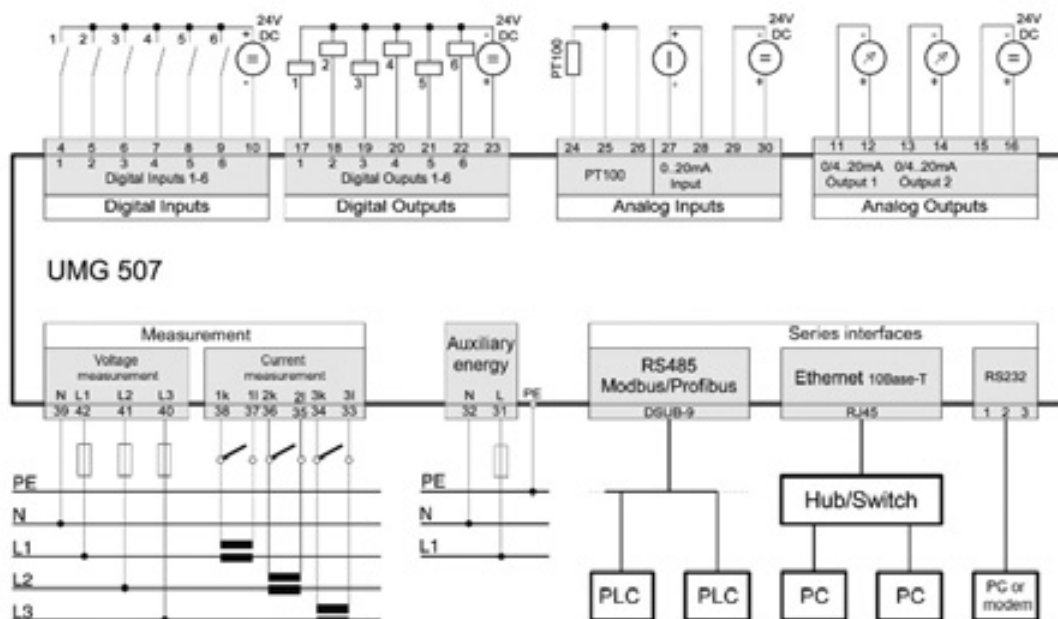 1 2 3 4 5 6 + 24V DC = -
1 2 3 4 5 6 - 24V DC = +
PT100 + - - 24V DC = +
- + - + - 24V DC = +
4 5 6 7 8 9 10
1 2 3 4 5 6
Digital Inputs 1-6
Digital Inputs
17 18 19 20 21 22 23
1 2 3 4 5 6
Digital Ouputs 1-6
Digital Outputs
24 25 26 27 28 29 30
PT100
0..20mA
Input
Analog Inputs
11 12 13 14 15 16
0/4..20mA 0/4..20mA
Output 1 Output 2
Analog Outputs
UMG 507
Measurement
Voltage
measurement
N L1 L2 L3
39 42 41 40
Current
measurement
1k 1l 2k 2l 3k 3l
38 37 36 35 34 33
Auxiliary
energy
N L PE
32 31
Series interfaces
RS485
Modbus/Profibus
DSUB-9
Ethernet 10Base-T
RJ45
RS232
1 2 3
PE
N
L1
L2
L3
PE
N
L1
Hub/Switch
PLC
PLC
PC
PC
PC or
modem